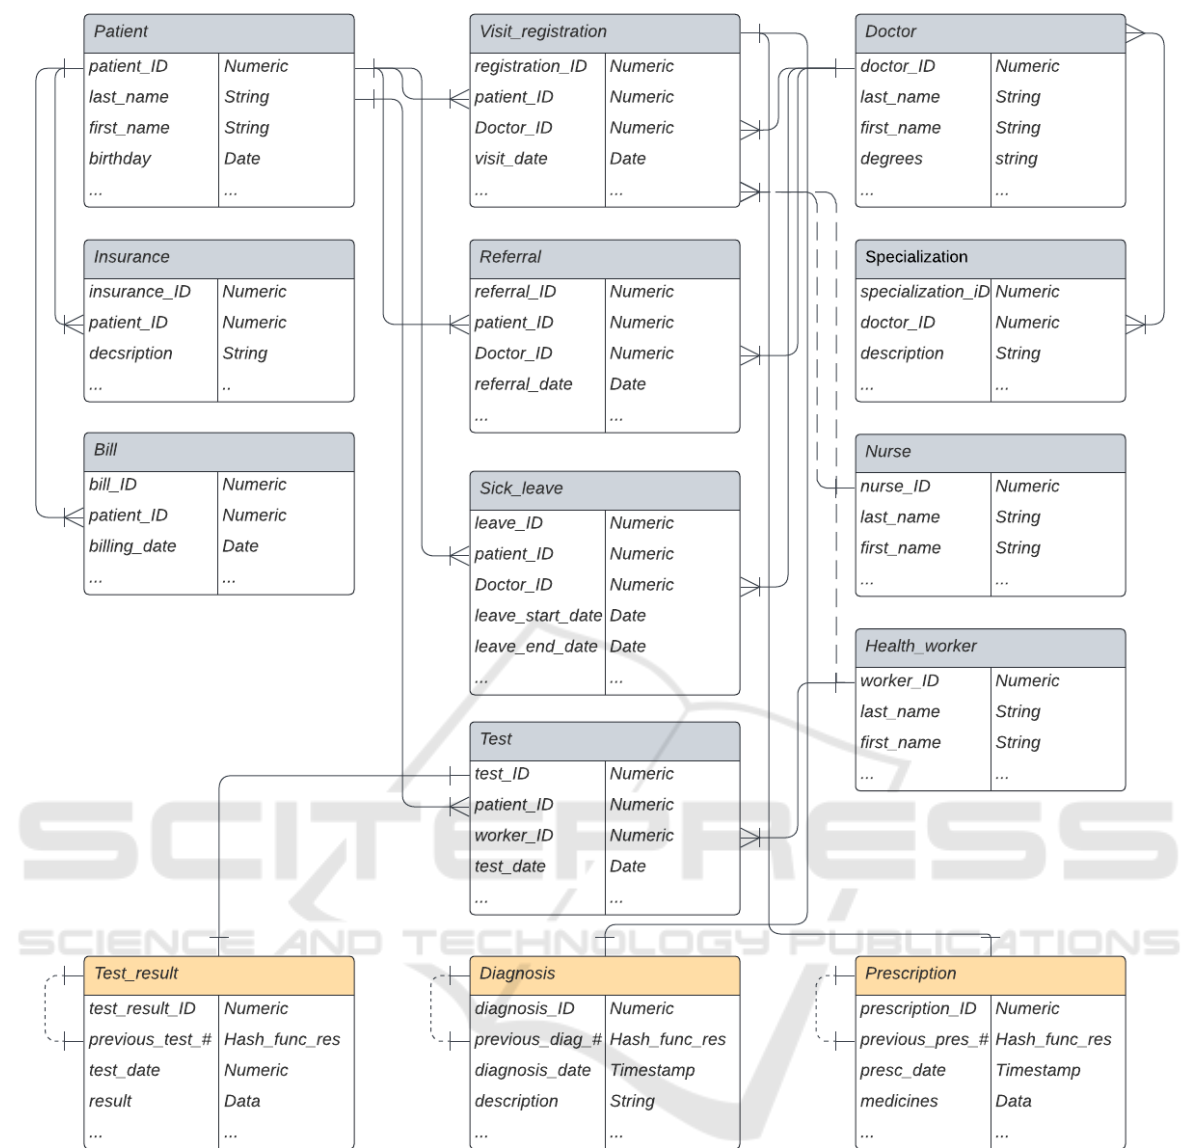 Patient
patient_ID Numeric
last_name String
first_name String
birthday Date
... ...
Visit_registration
registration_ID Numeric
patient_ID Numeric
Doctor_ID Numeric
visit_date Date
... ...
Doctor
doctor_ID Numeric
last_name String
first_name String
degrees string
... ...
Insurance
insurance_ID Numeric
patient_ID Numeric
decsription String
... ..
Referral
referral_ID Numeric
patient_ID Numeric
Doctor_ID Numeric
referral_date Date
... ...
Specialization
specialization_iD Numeric
doctor_ID Numeric
description String
... ...
Bill
bill_ID Numeric
patient_ID Numeric
billing_date Date
... ...
Sick_leave
leave_ID Numeric
patient_ID Numeric
Doctor_ID Numeric
leave_start_date Date
leave_end_date Date
... ...
Nurse
nurse_ID Numeric
last_name String
first_name String
... ...
Health_worker
worker_ID Numeric
last_name String
first_name String
... ...
Test
test_ID Numeric
patient_ID Numeric
worker_ID Numeric
test_date Date
... ...
SCITEPRESS
SCIENCE AND TECHNOLOGY PUBLICATIONS
Test_result
test_result_ID Numeric
previous_test_# Hash_func_res
test_date Numeric
result Data
... ...
Diagnosis
diagnosis_ID Numeric
previous_diag_# Hash_func_res
diagnosis_date Timestamp
description String
... ...
Prescription
prescription_ID Numeric
previous_pres_# Hash_func_res
presc_date Timestamp
medicines Data
... ...